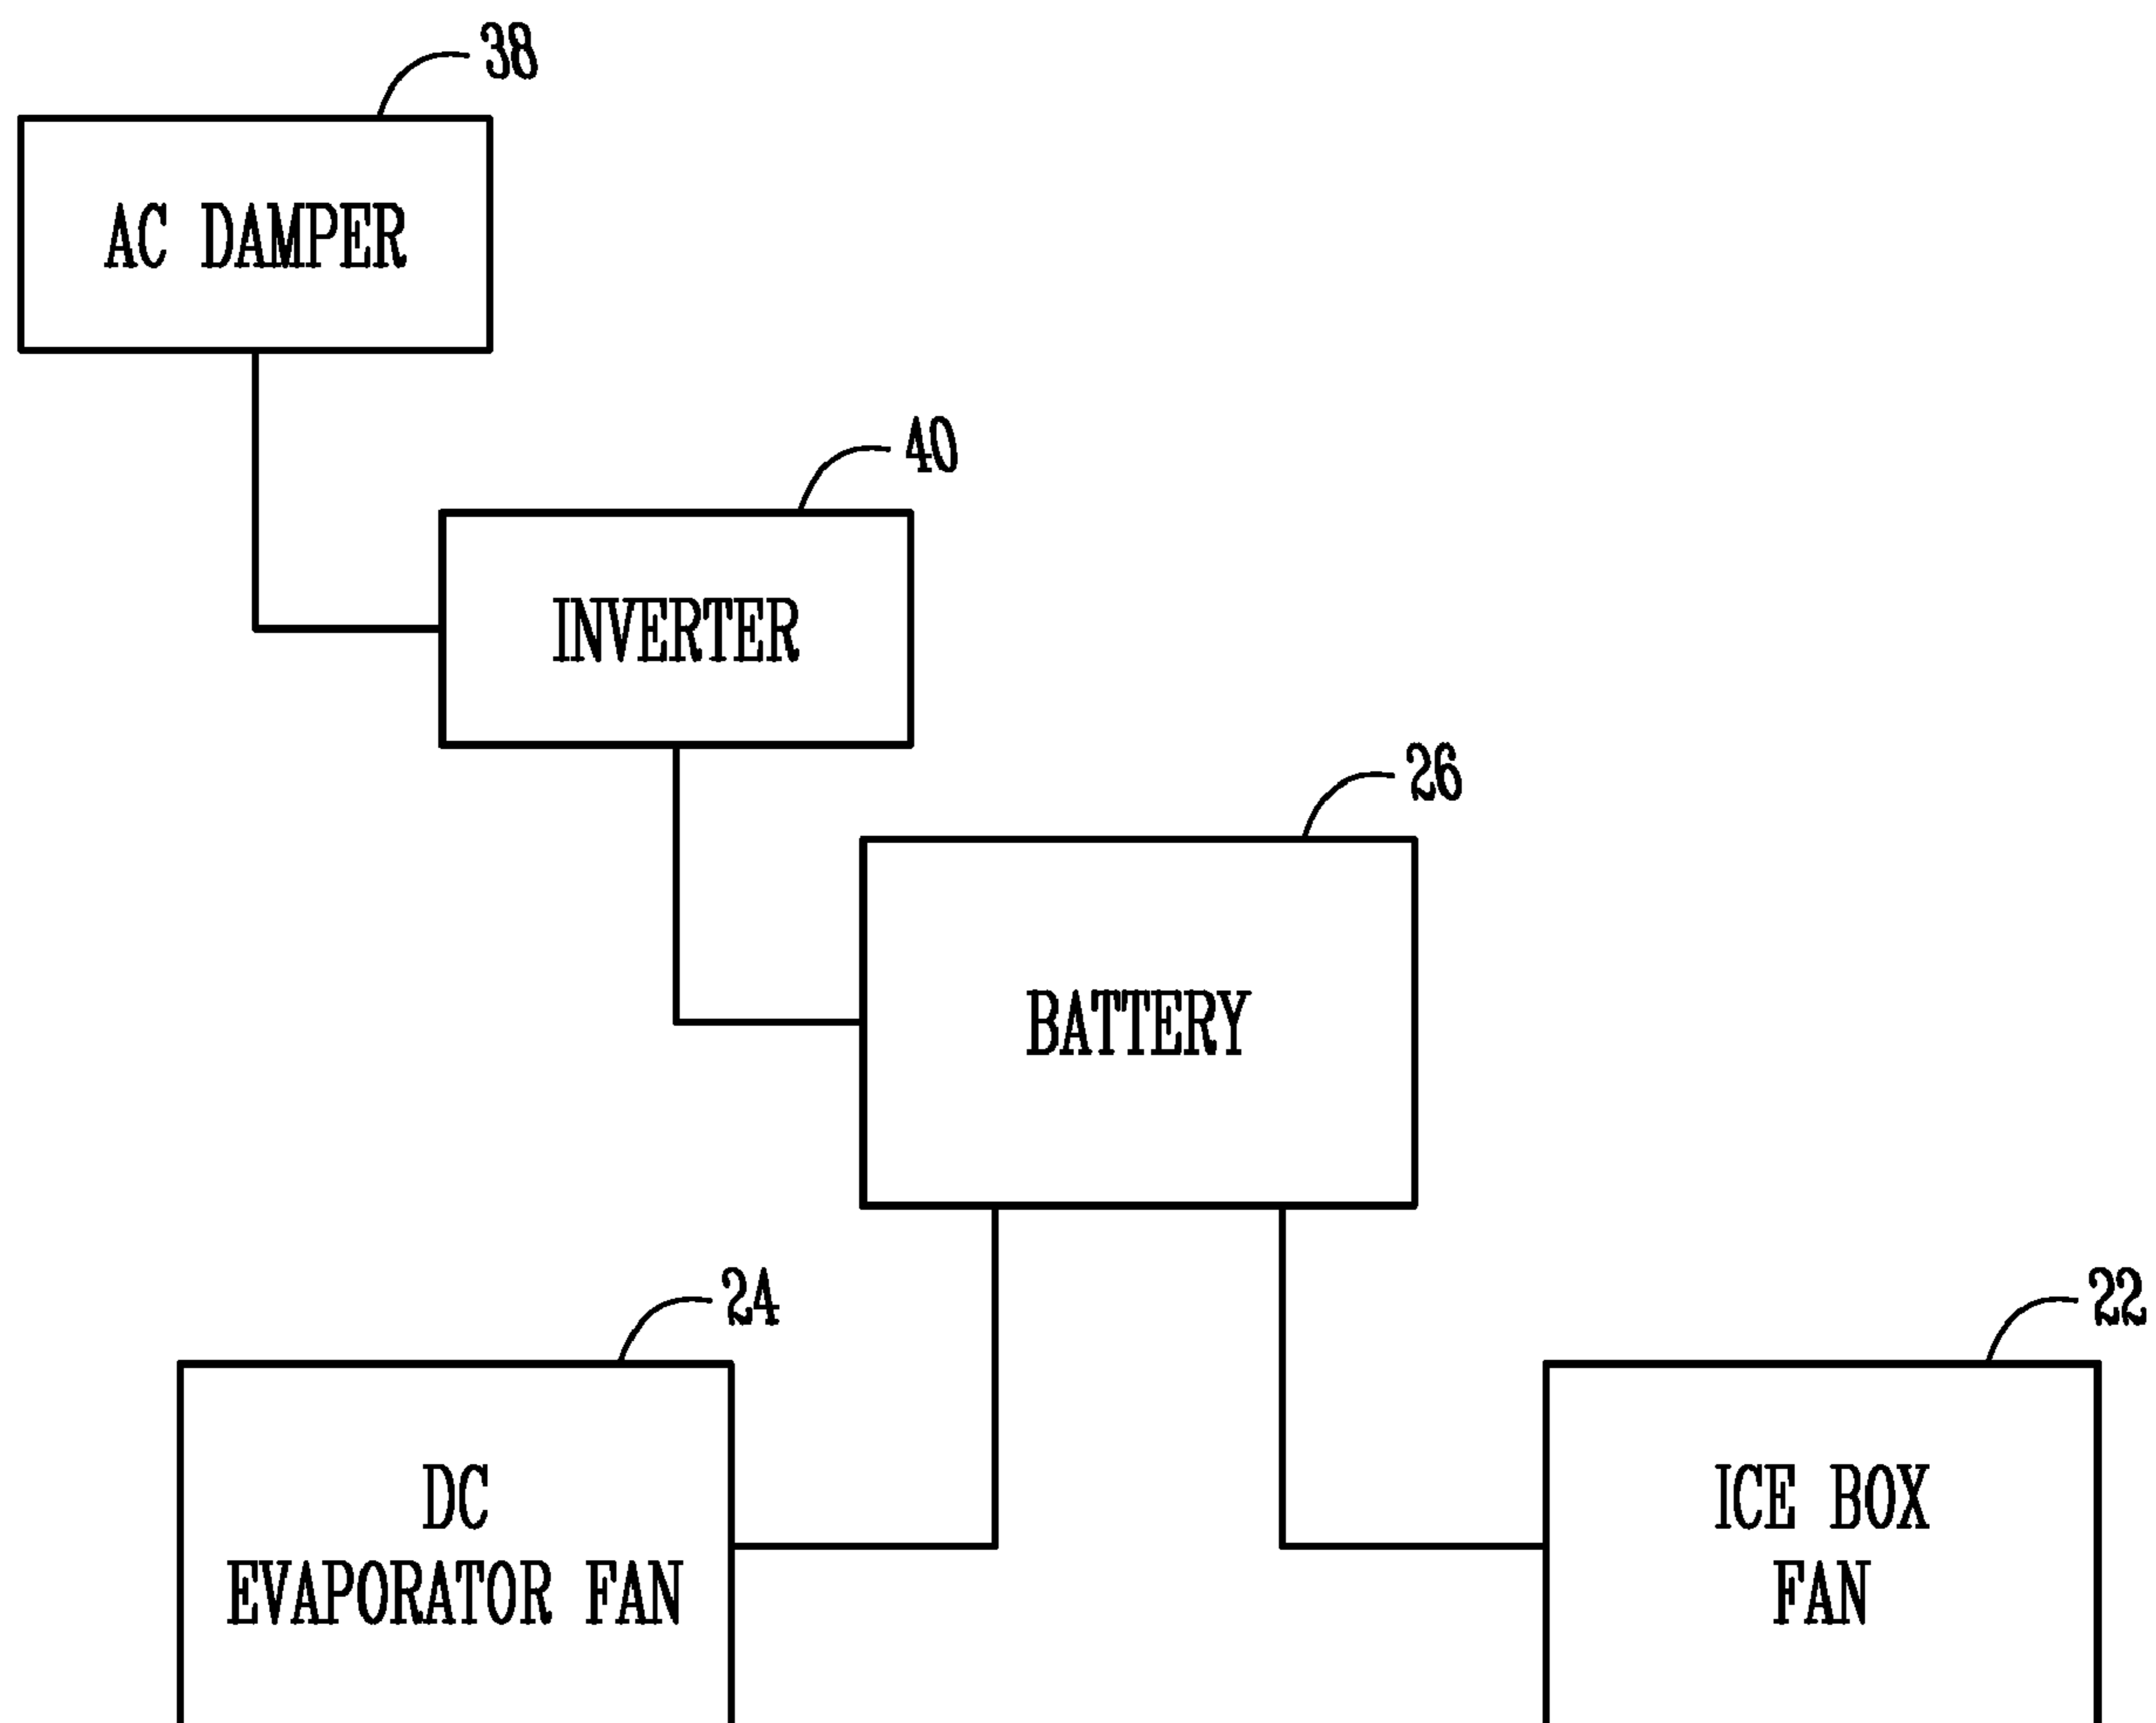 38
AC DAMPER
40
INVERTER
26
BATTERY
24
DC
EVAPORATOR FAN
22
ICE BOX
FAN